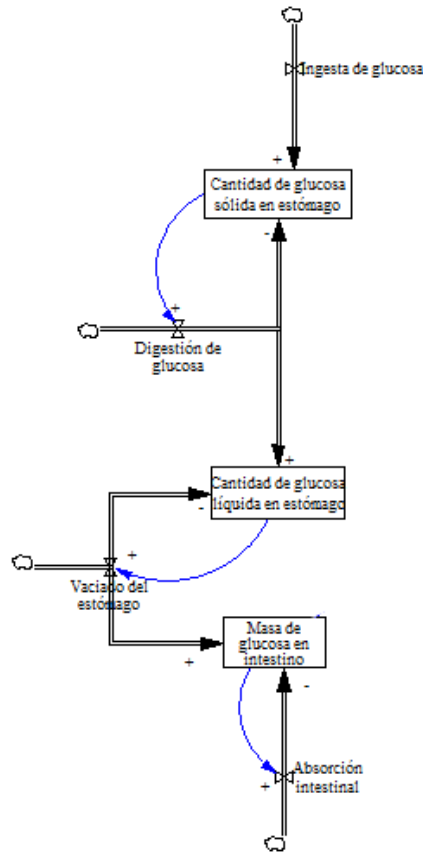 Ingesta de glucosa
+
Cantidad de glucosa
sólida en estómago
-
+
Digestión de
glucosa
+
Cantidad de glucosa
líquida en estómago
-
+
Vaciado del
estómago
Masa de
glucosa en
intestino
+
-
Absorción
+
intestinal